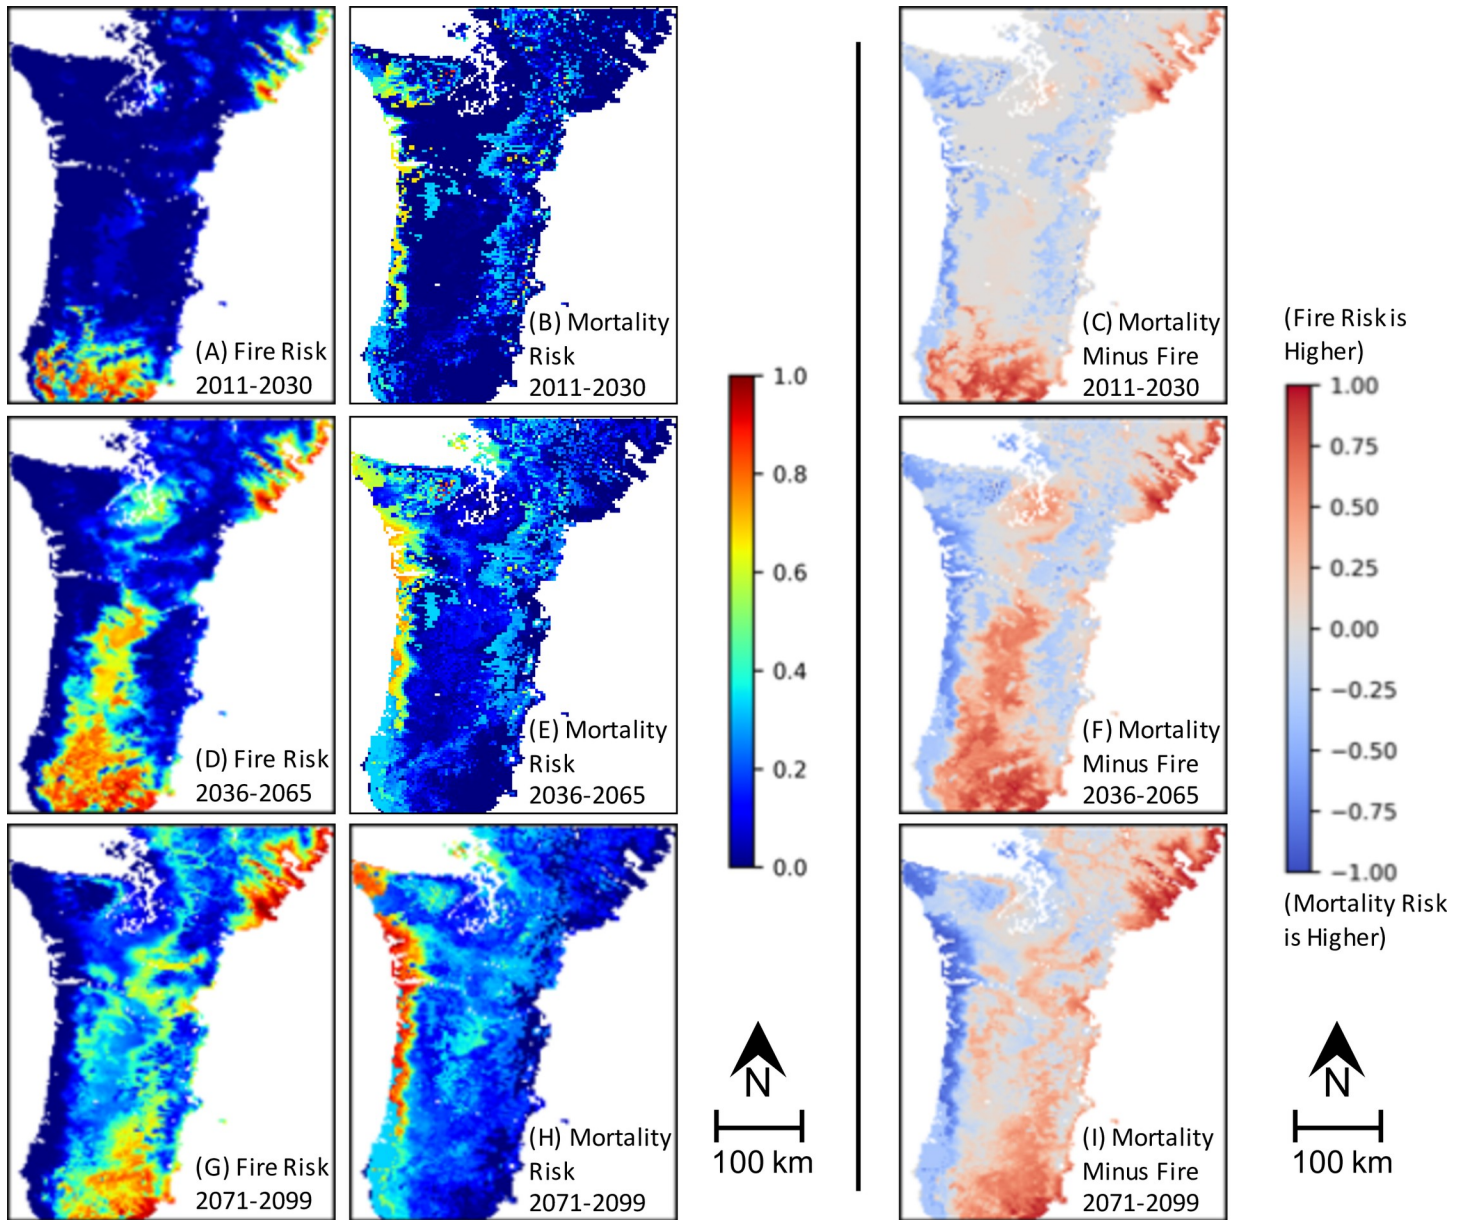 (A) Fire Risk
2011-2030
(B) Mortality
Risk
2011-2030
(C) Mortality
Minus Fire
2011-2030
(D) Fire Risk
2036-2065
(E) Mortality
Risk
2036-2065
(F) Mortality
Minus Fire
2036-2065
(G) Fire Risk
2071-2099
(H) Mortality
Risk
2071-2099
(I) Mortality
Minus Fire
2071-2099
1.0
0.8
0.6
0.4
0.2
0.0
N
100 km
(Fire Risk is
Higher)
1.00
0.75
0.50
0.25
0.00
−0.25
−0.50
−0.75
−1.00
(Mortality Risk
is Higher)
N
100 km